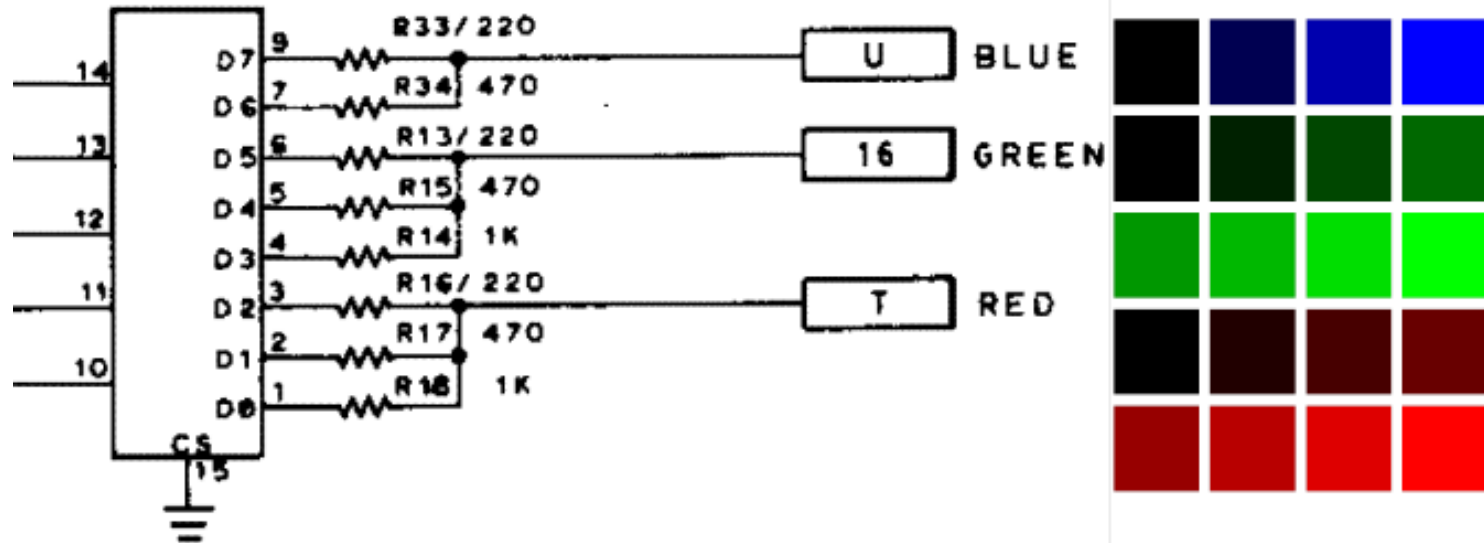 R33/220
9
D7
U
BLUE
14
R34 470
7
D6
R13/220
6
13
D5
16
GREEN
R15 470
5
D4
12
R14 1K
4
D3
R16/220
3
11
D2
T
RED
R17 470
2
D1
10
R18 1K
1
D0
CS
15